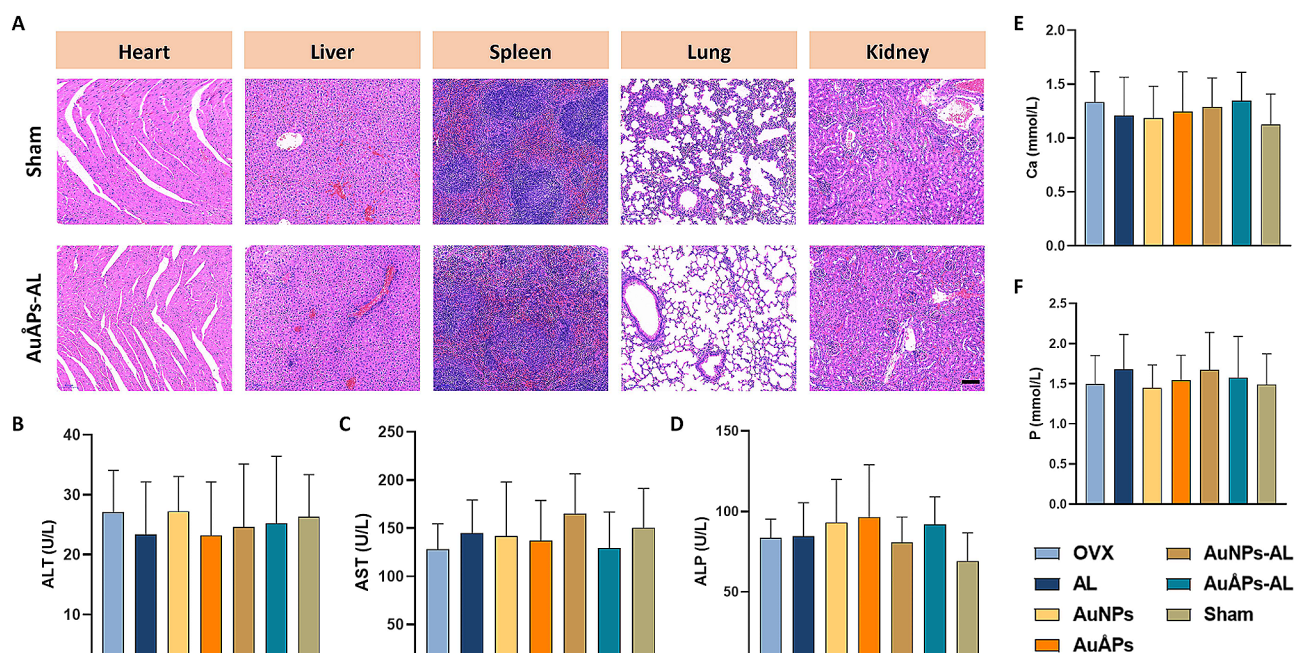 A
Heart Liver Spleen Lung Kidney
Sham
AuÅPs-AL
B
ALT (U/L)
40
30
20
10
C
AST (U/L)
250
200
150
100
50
D
ALP (U/L)
150
100
50
E
Ca (mmol/L)
2.0
1.5
1.0
0.5
0.0
F
P (mmol/L)
2.5
2.0
1.5
1.0
0.5
0.0
OVX
AL
AuNPs
AuÅPs
AuNPs-AL
AuÅPs-AL
Sham